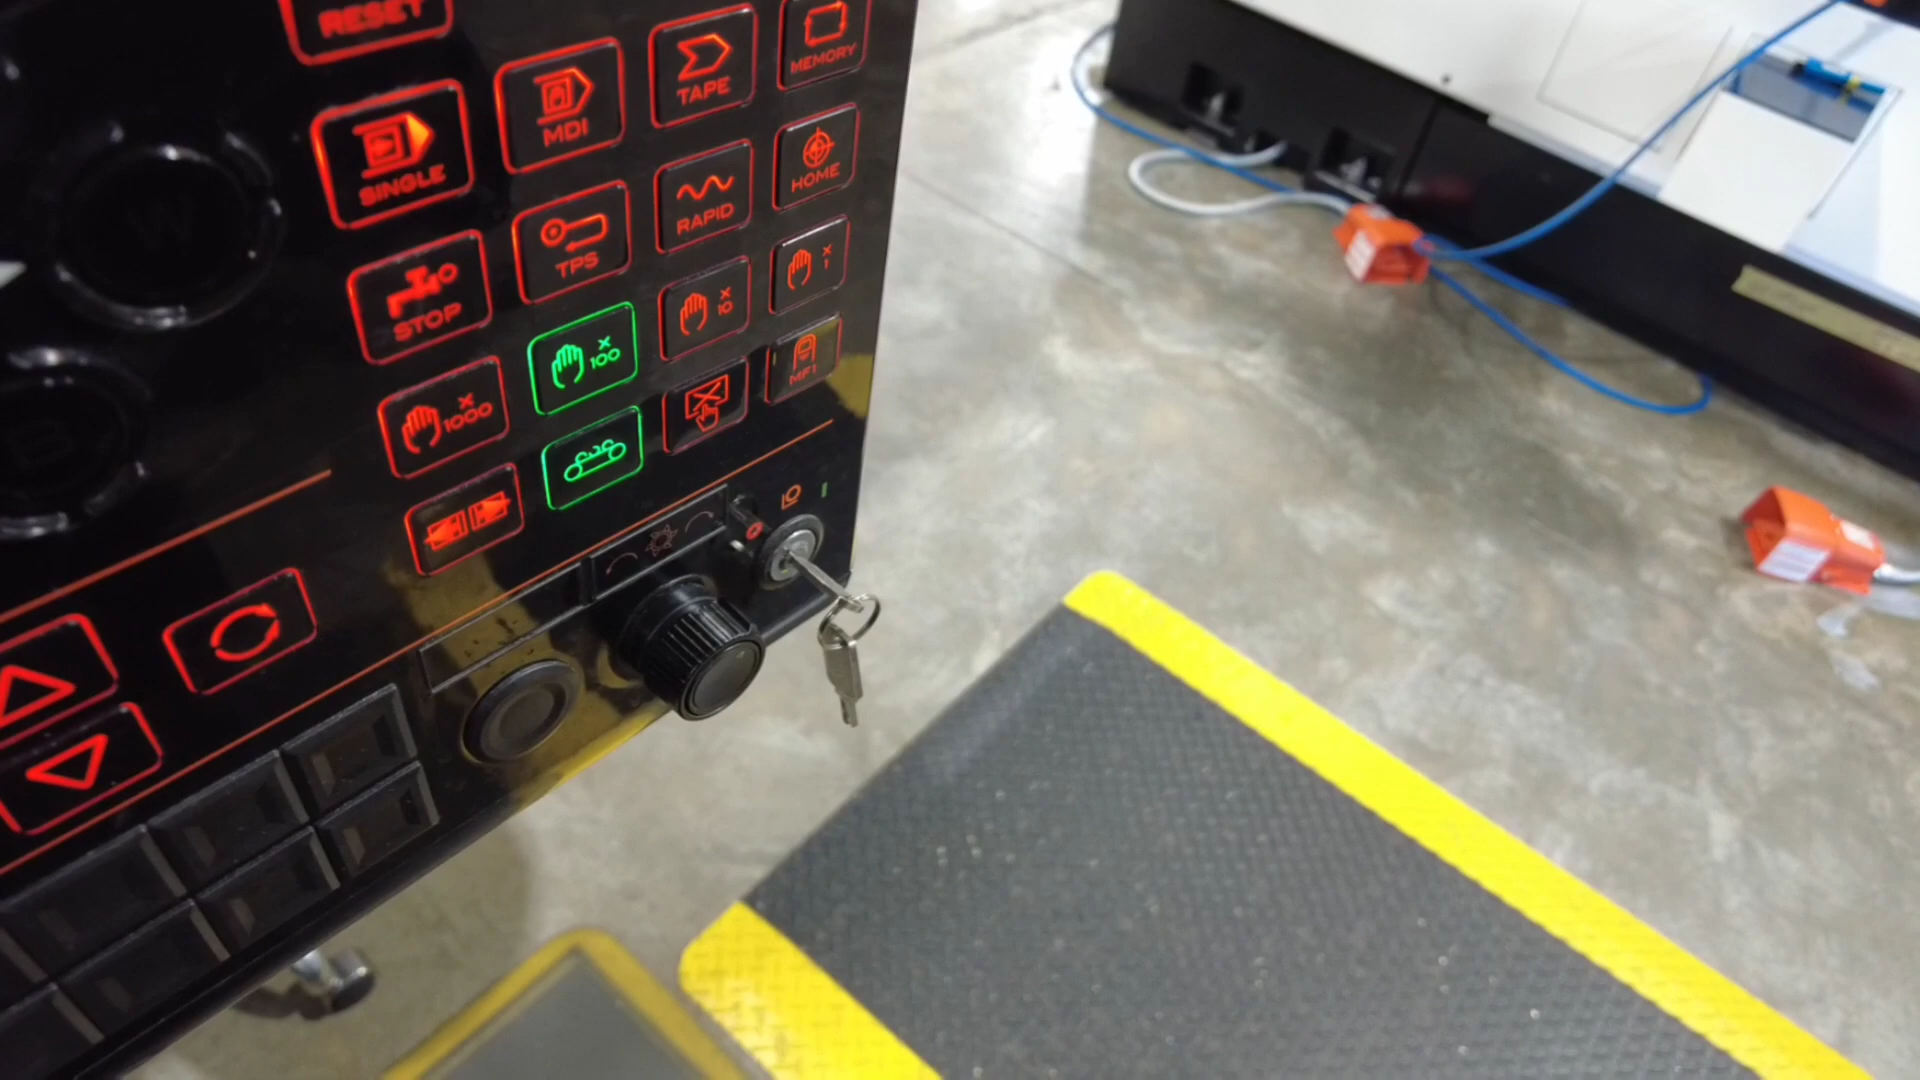 RESET
MEMORY
TAPE
MDI
SINGLE
HOME
RAPID
TPS
STOP
X
1
X
10
X
100
X
1000
MF1